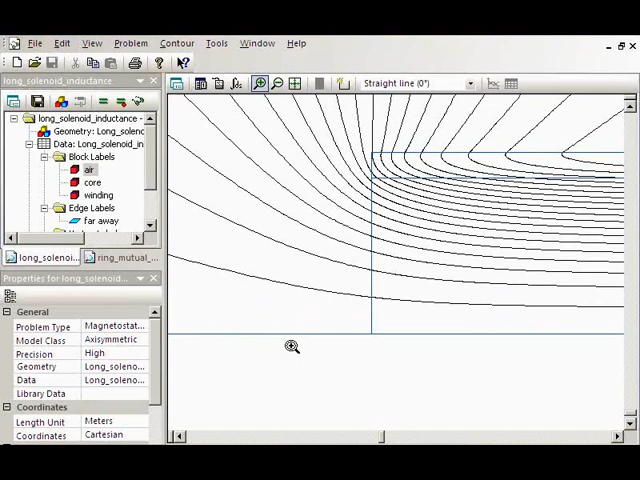 File Edit View Problem Contour Tools Window Help
long_solenoid_inductance
Straight line (0°)
long_solenoid_inductance -
Geometry: Long_solenc
Data: Long_solenoid_in
Block Labels
air
core
winding
Edge Labels
far away
long_solenoi...
ring_mutual_...
Properties for long_solenoid...
General
Problem Type Magnetostat...
Model Class Axisymmetric
Precision High
Geometry Long_soleno...
Data Long_soleno...
Library Data
Coordinates
Length Unit Meters
Coordinates Cartesian